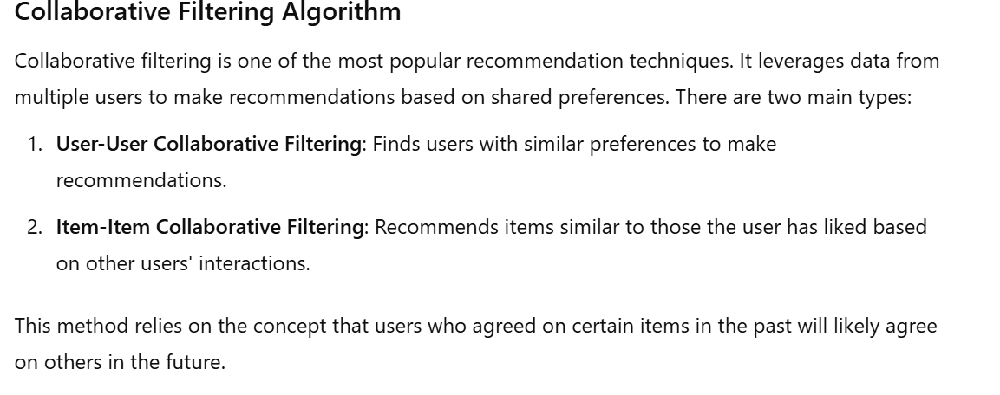 Collaborative Filtering Algorithm
Collaborative filtering is one of the most popular recommendation techniques. It leverages data from
multiple users to make recommendations based on shared preferences. There are two main types:
1. User-User Collaborative Filtering: Finds users with similar preferences to make
recommendations.
2. Item-Item Collaborative Filtering: Recommends items similar to those the user has liked based
on other users' interactions.
This method relies on the concept that users who agreed on certain items in the past will likely agree
on others in the future.